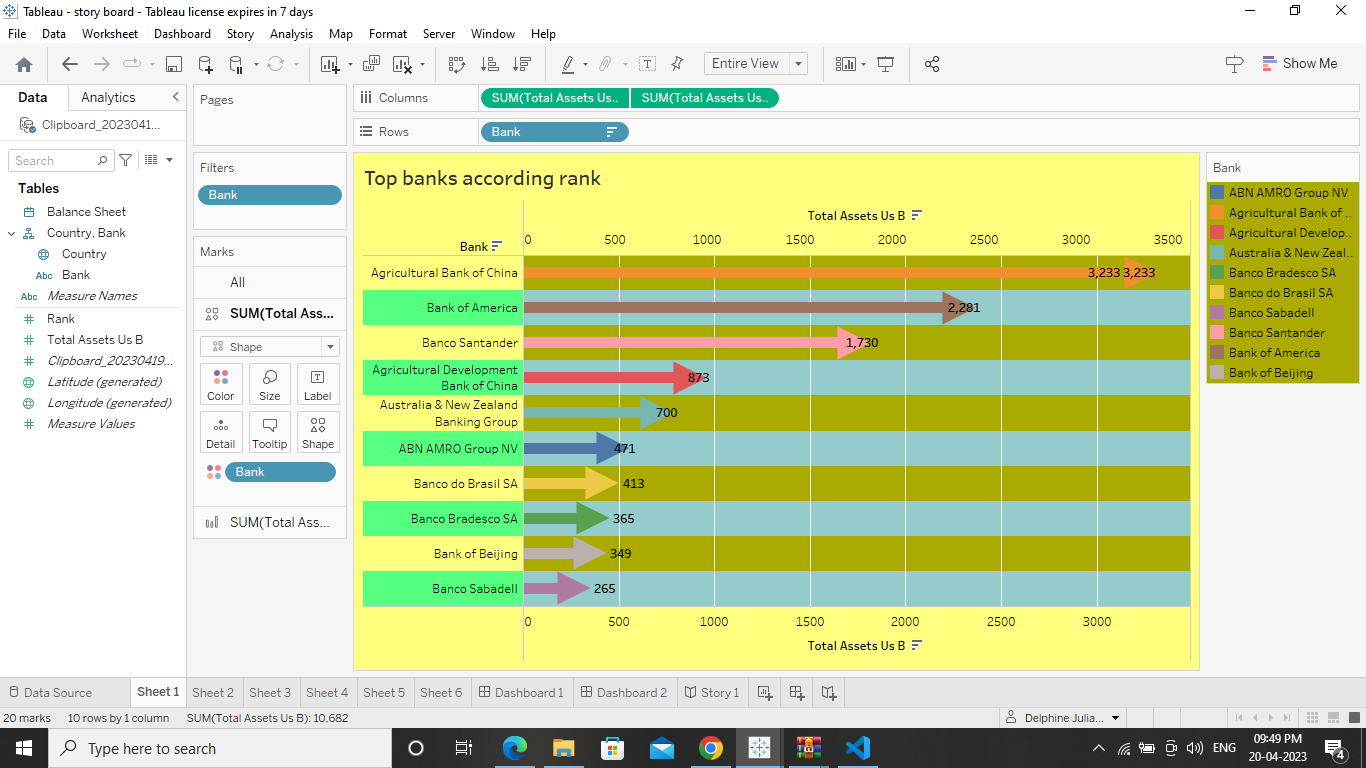 Tableau - story board - Tableau license expires in 7 days
File Data Worksheet Dashboard Story Analysis Map Format Server Window Help
Entire View
Show Me
Data Analytics
Clipboard_2023041...
Search
Tables
Balance Sheet
Country, Bank
Country
Abc Bank
Abc Measure Names
Rank
Total Assets Us B
Clipboard_20230419...
Latitude (generated)
Longitude (generated)
Measure Values
Pages
Filters
Bank
Marks
All
SUM(Total Ass...
Shape
Color Size Label
Detail Tooltip Shape
Bank
SUM(Total Ass...
Columns SUM(Total Assets Us.. SUM(Total Assets Us..
Rows Bank
Top banks according rank
Total Assets Us B
Bank 0 500 1000 1500 2000 2500 3000 3500
Agricultural Bank of China 3,233 3,233
Bank of America 2,281
Banco Santander 1,730
Agricultural Development
Bank of China 873
Australia & New Zealand
Banking Group 700
ABN AMRO Group NV 471
Banco do Brasil SA 413
Banco Bradesco SA 365
Bank of Beijing 349
Banco Sabadell 265
0 500 1000 1500 2000 2500 3000
Total Assets Us B
Bank
ABN AMRO Group NV
Agricultural Bank of ..
Agricultural Develop..
Australia & New Zeal..
Banco Bradesco SA
Banco do Brasil SA
Banco Sabadell
Banco Santander
Bank of America
Bank of Beijing
Data Source Sheet 1 Sheet 2 Sheet 3 Sheet 4 Sheet 5 Sheet 6 Dashboard 1 Dashboard 2 Story 1
20 marks 10 rows by 1 column SUM(Total Assets Us B): 10,682 Delphine Julia...
Type here to search
ENG
09:49 PM
20-04-2023
4